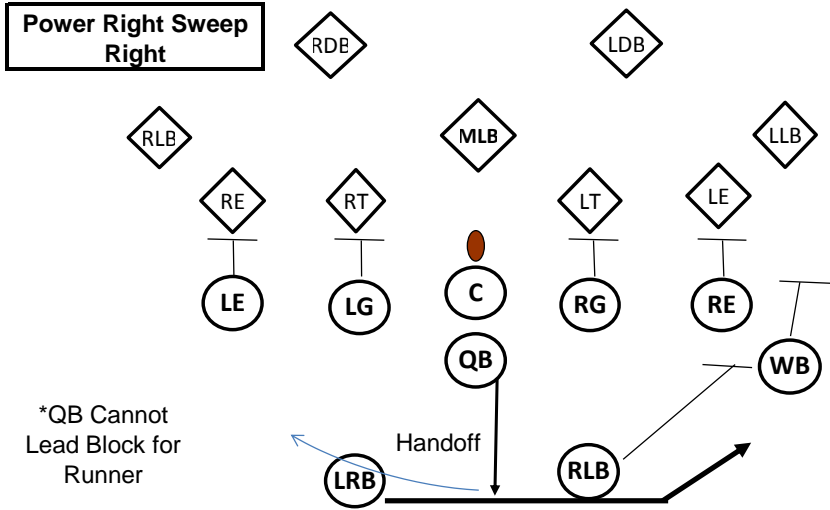 Power Right Sweep
Right
RDB
LDB
RLB
MLB
LLB
RE
RT
LT
LE
LE
LG
C
RG
RE
QB
WB
*QB Cannot
Lead Block for
Runner
Handoff
LRB
RLB